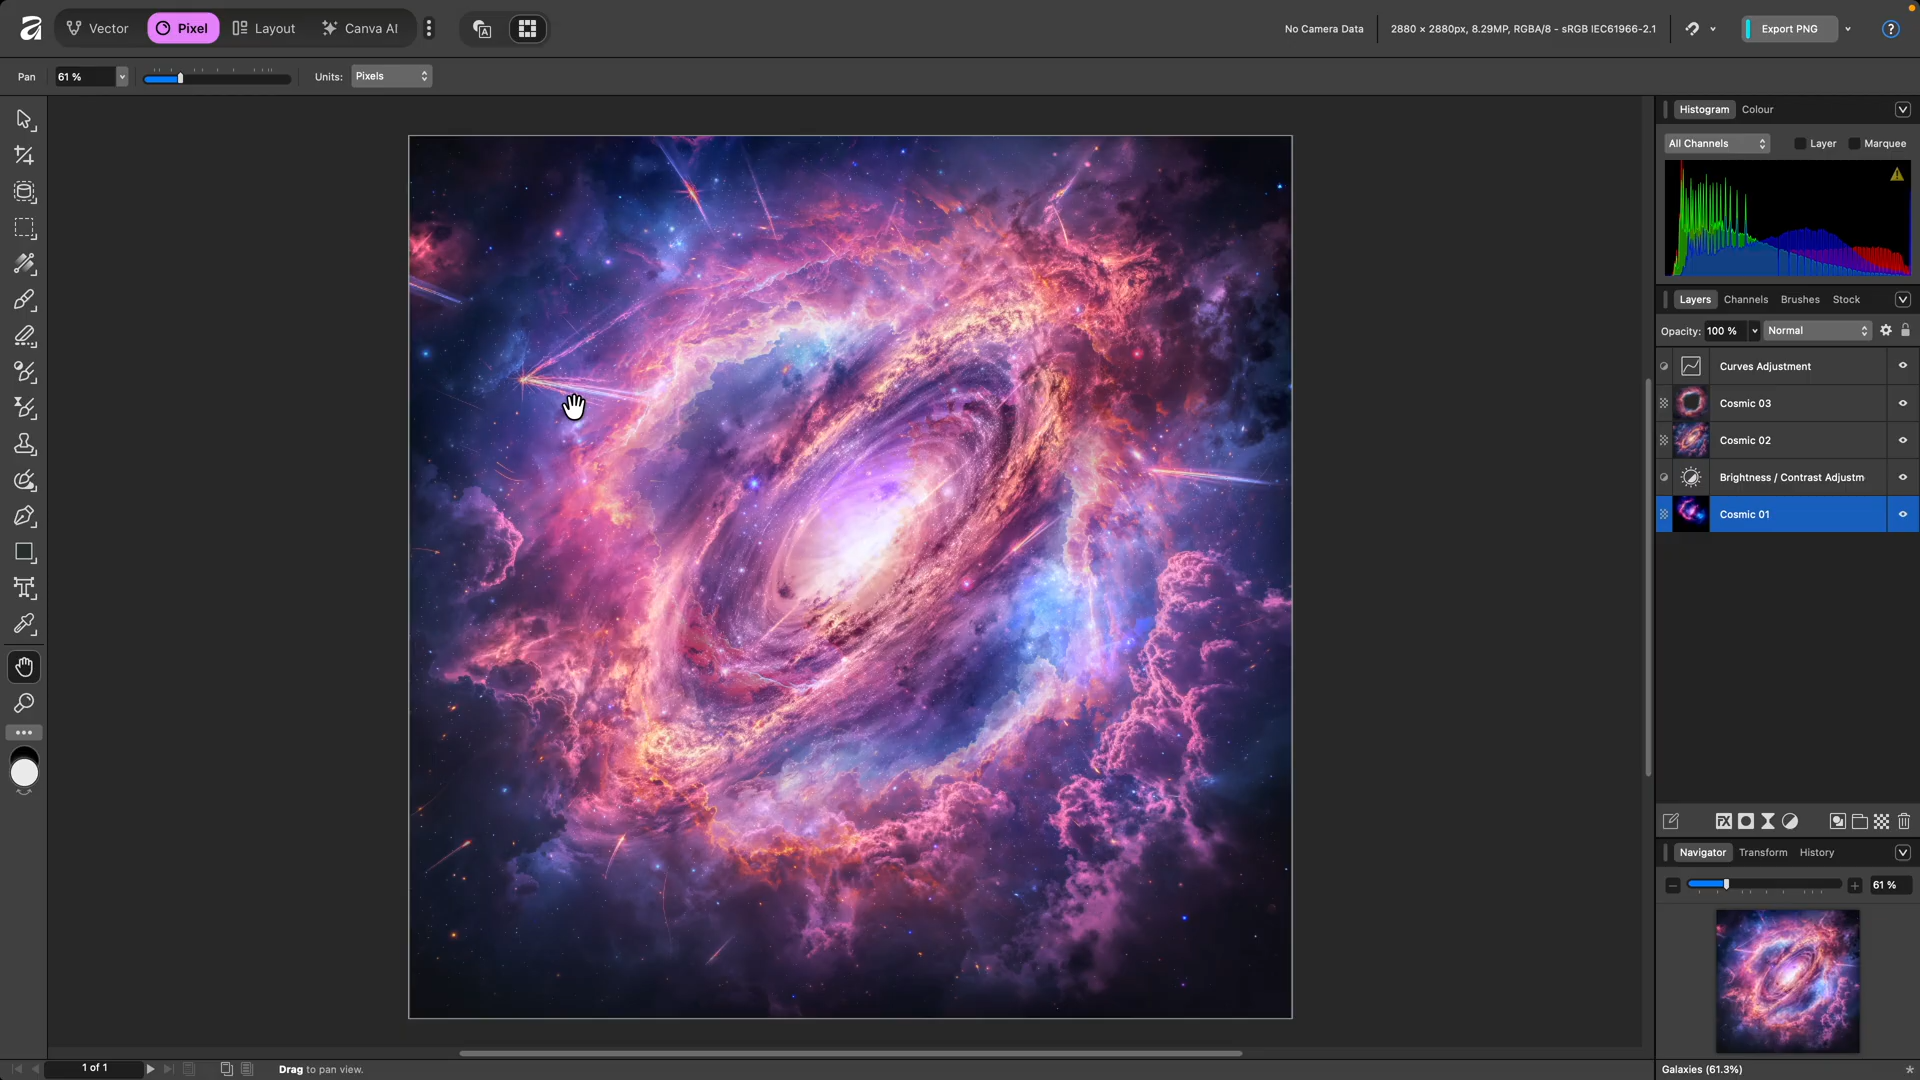 Vector
Pixel
Layout
Canva AI
No Camera Data
2880 × 2880px, 8.29MP, RGBA/8 - sRGB IEC61966-2.1
Export PNG
?
Pan
61 %
Units:
Pixels
Histogram
Colour
All Channels
Layer
Marquee
Layers
Channels
Brushes
Stock
Opacity:
100 %
Normal
Curves Adjustment
Cosmic 03
Cosmic 02
Brightness / Contrast Adjustm
Cosmic 01
FX
Navigator
Transform
History
61 %
1 of 1
Drag to pan view.
Galaxies (61.3%)